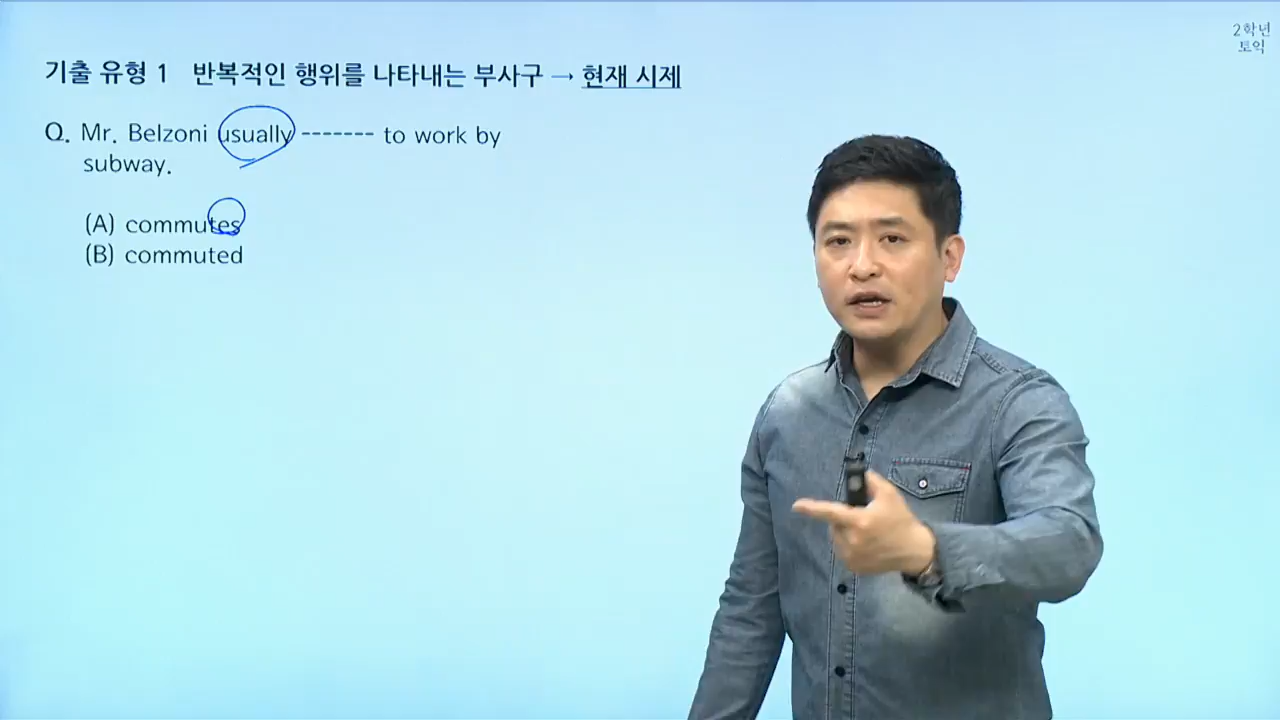 2학년
토익
기출 유형 1 반복적인 행위를 나타내는 부사구 → 현재 시제
Q. Mr. Belzoni usually ------- to work by
subway.
(A) commutes
(B) commuted